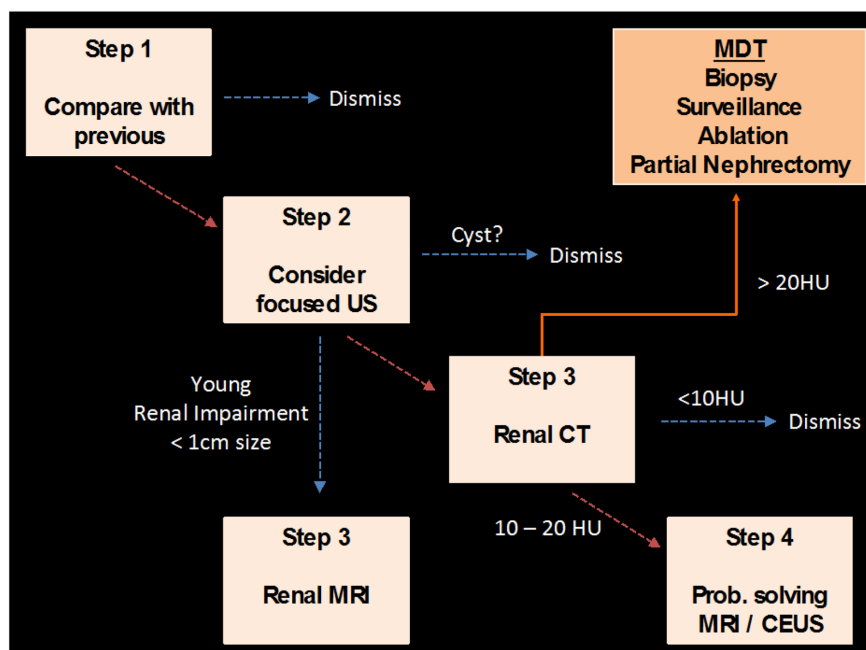 Step 1
Compare with
previous
Dismiss
MDT
Biopsy
Surveillance
Ablation
Partial Nephrectomy
Step 2
Consider
focused US
Cyst?
Dismiss
> 20HU
Young
Renal Impairment
< 1cm size
Step 3
Renal CT
<10HU
Dismiss
Step 3
Renal MRI
10 – 20 HU
Step 4
Prob. solving
MRI / CEUS